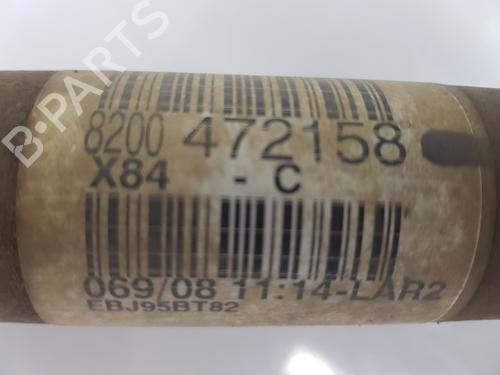 B-PARTS
8200 472158
X84 - C
069/08 11:14-LAR2
EBJ95BT82